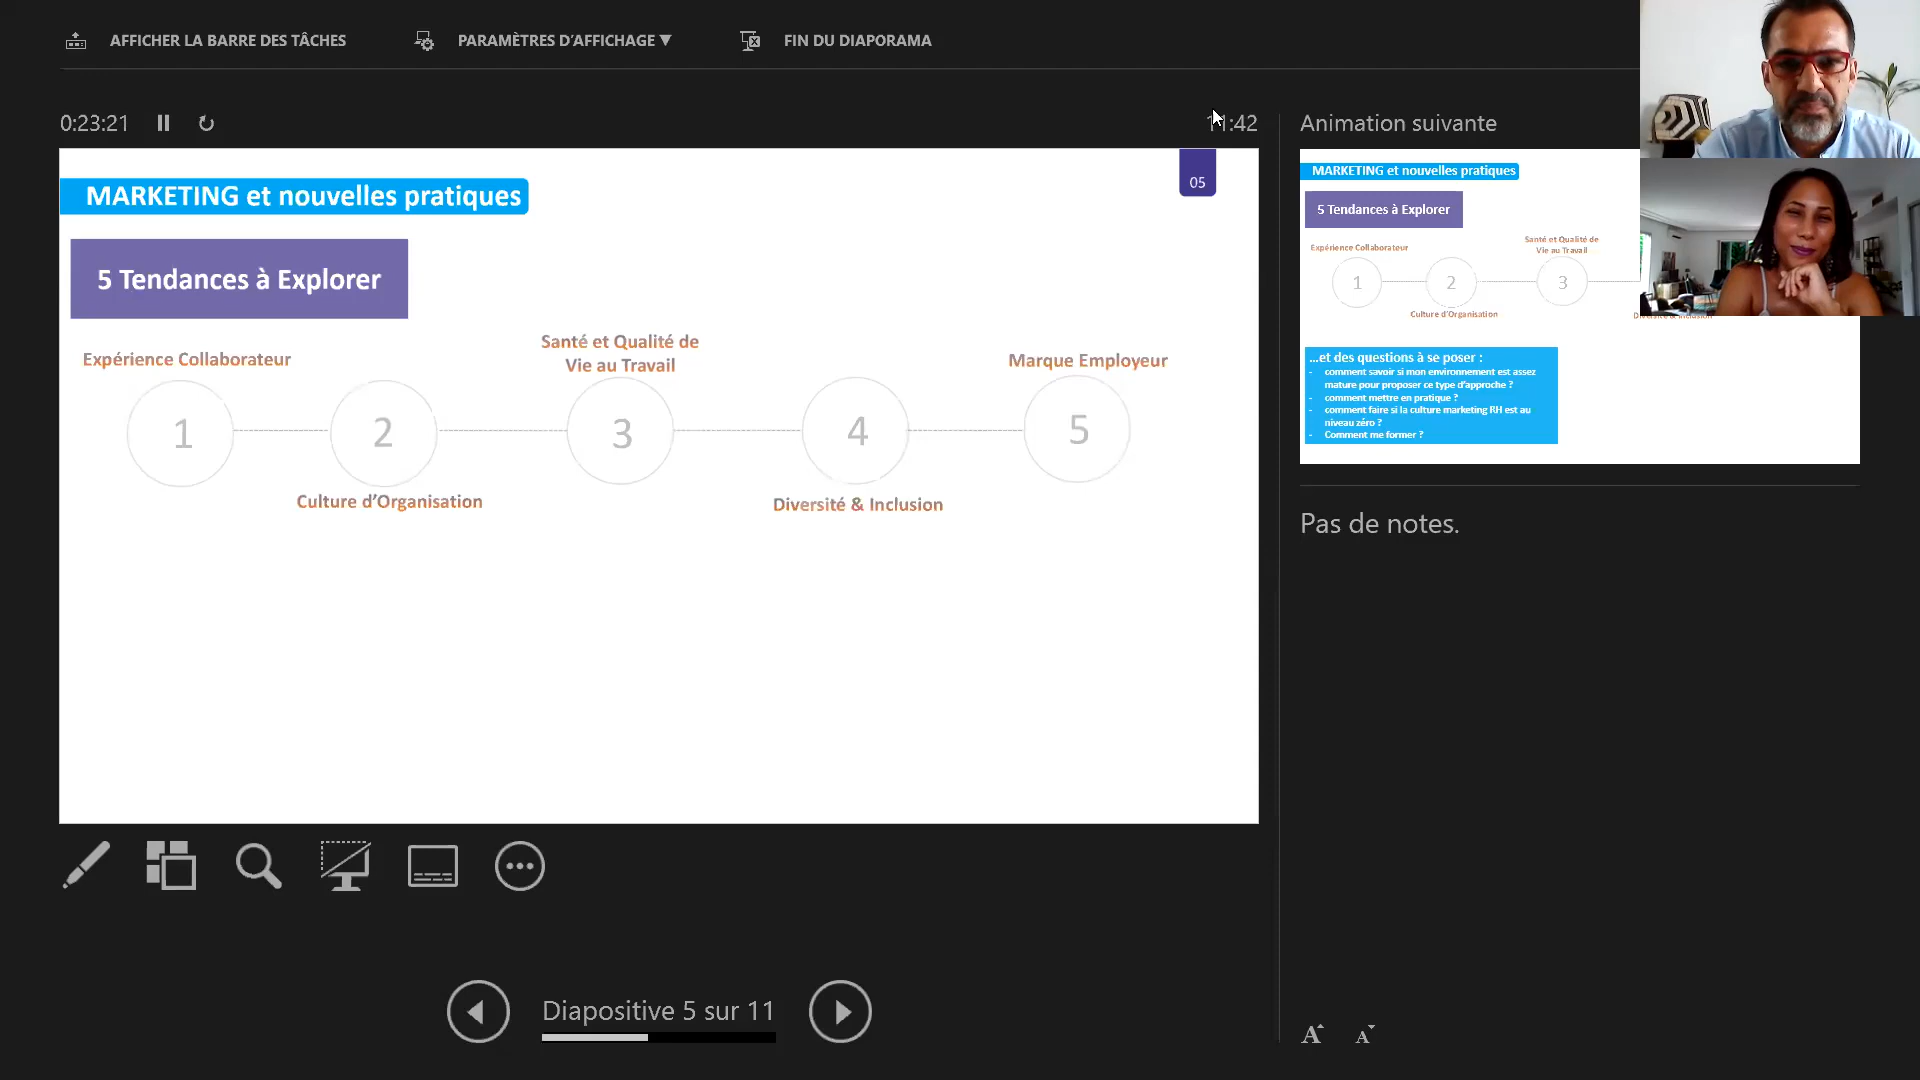 AFFICHER LA BARRE DES TÂCHES
PARAMÈTRES D'AFFICHAGE ▼
FIN DU DIAPORAMA
0:23:21
11:42
MARKETING et nouvelles pratiques
05
5 Tendances à Explorer
Expérience Collaborateur
Santé et Qualité de
Vie au Travail
Marque Employeur
1
2
3
4
5
Culture d'Organisation
Diversité & Inclusion
Diapositive 5 sur 11
Animation suivante
MARKETING et nouvelles pratiques
5 Tendances à Explorer
Expérience Collaborateur
Santé et Qualité de
Vie au Travail
1
2
3
Culture d'Organisation
Diversité & Inclusion
...et des questions à se poser :
- comment savoir si mon environnement est assez
mature pour proposer ce type d'approche ?
- comment mettre en pratique ?
- comment faire si la culture marketing RH est au
niveau zéro ?
- Comment me former ?
Pas de notes.
A
A